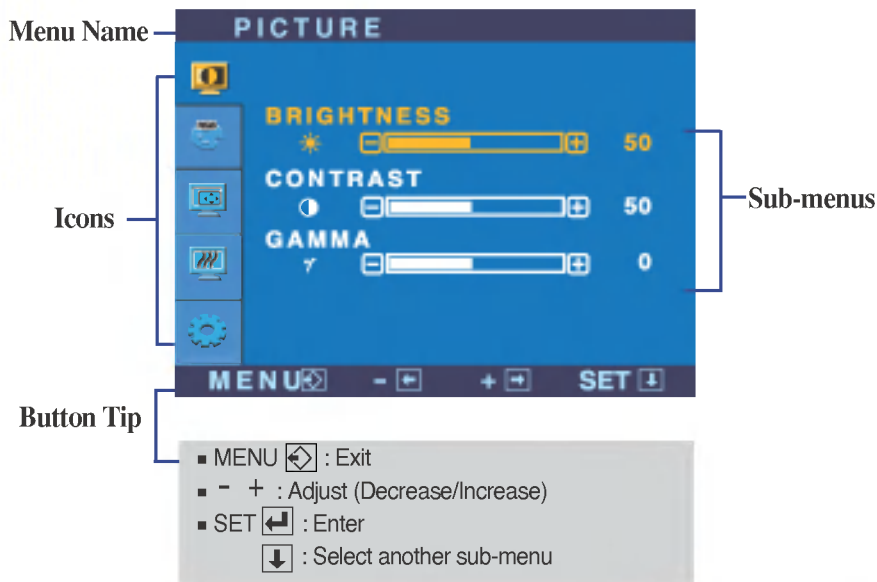 Menu Name
PICTURE
BRIGHTNESS
50
CONTRAST
50
GAMMA
γ
0
Icons
Sub-menus
MENU - + SET
Button Tip
▪ MENU : Exit
▪ - + : Adjust (Decrease/Increase)
▪ SET : Enter
: Select another sub-menu